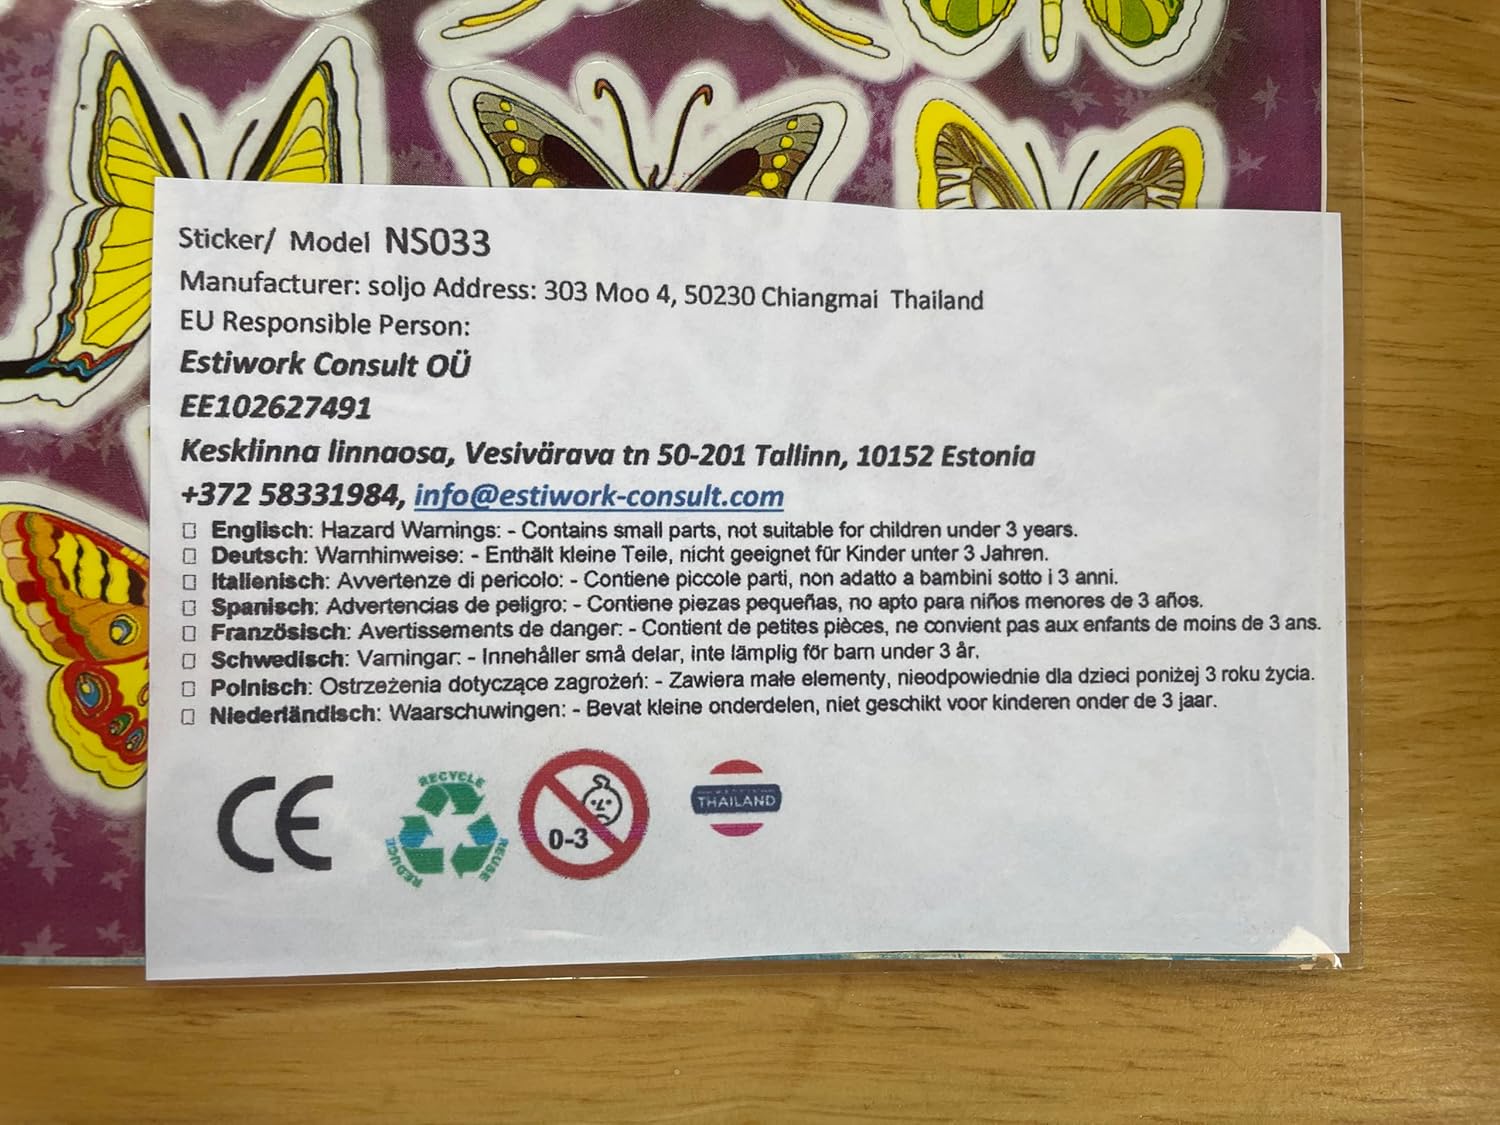 Sticker/ Model NS033
Manufacturer: soljo Address: 303 Moo 4, 50230 Chiangmai Thailand
EU Responsible Person:
Estiwork Consult OÜ
EE102627491
Kesklinna linnaosa, Vesivärava tn 50-201 Tallinn, 10152 Estonia
+372 58331984, info@estiwork-consult.com
Englisch: Hazard Warnings: - Contains small parts, not suitable for children under 3 years.
Deutsch: Warnhinweise: - Enthält kleine Teile, nicht geeignet für Kinder unter 3 Jahren.
Italienisch: Avvertenze di pericolo: - Contiene piccole parti, non adatto a bambini sotto i 3 anni.
Spanisch: Advertencias de peligro: - Contiene piezas pequeñas, no apto para niños menores de 3 años.
Französisch: Avertissements de danger: - Contient de petites pièces, ne convient pas aux enfants de moins de 3 ans.
Schwedisch: Varningar: - Innehåller små delar, inte lämplig för barn under 3 år.
Polnisch: Ostrzeżenia dotyczące zagrożeń: - Zawiera małe elementy, nieodpowiednie dla dzieci poniżej 3 roku życia.
Niederländisch: Waarschuwingen: - Bevat kleine onderdelen, niet geschikt voor kinderen onder de 3 jaar.
CE
RECYCLE
REDUCE
REUSE
0-3
THAILAND